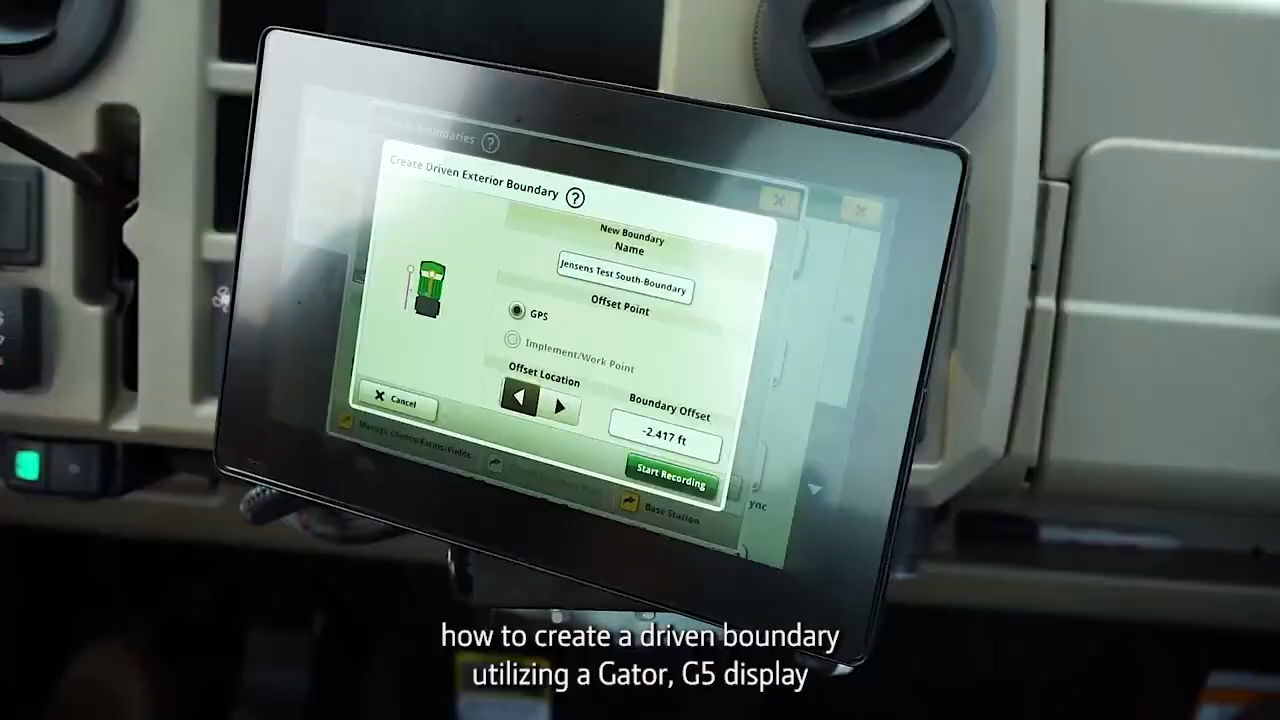 Boundaries ?
Create Driven Exterior Boundary ?
New Boundary
Name
Jensens Test South-Boundary
Offset Point
GPS
Implement/Work Point
Offset Location
Boundary Offset
-2.417 ft
Cancel
Start Recording
Manage Clients/Farms/Fields
Base Station
ync
how to create a driven boundary
utilizing a Gator, G5 display